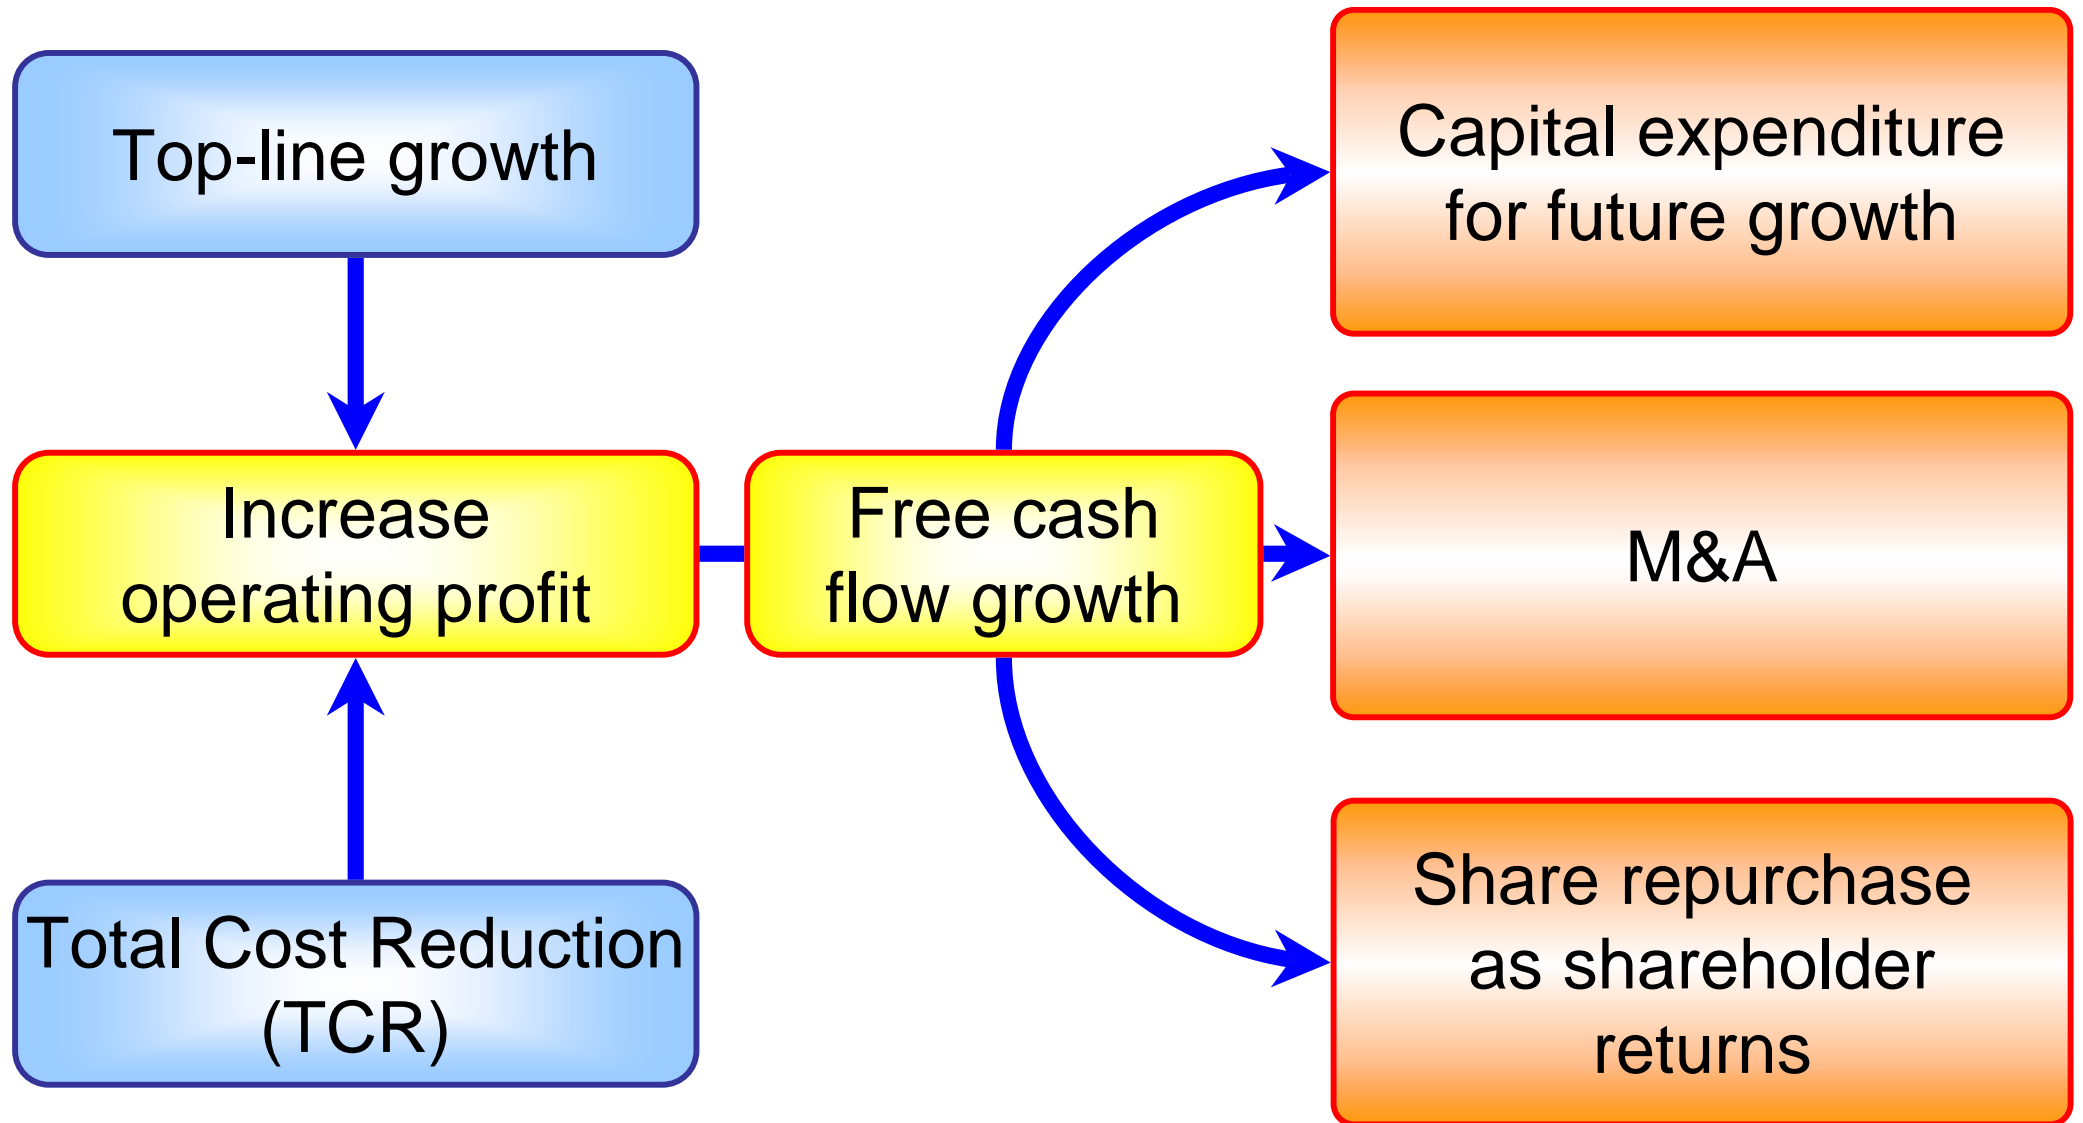 Top-line growth
Increase
operating profit
Total Cost Reduction
(TCR)
Free cash
flow growth
Capital expenditure
for future growth
M&A
Share repurchase
as shareholder
returns